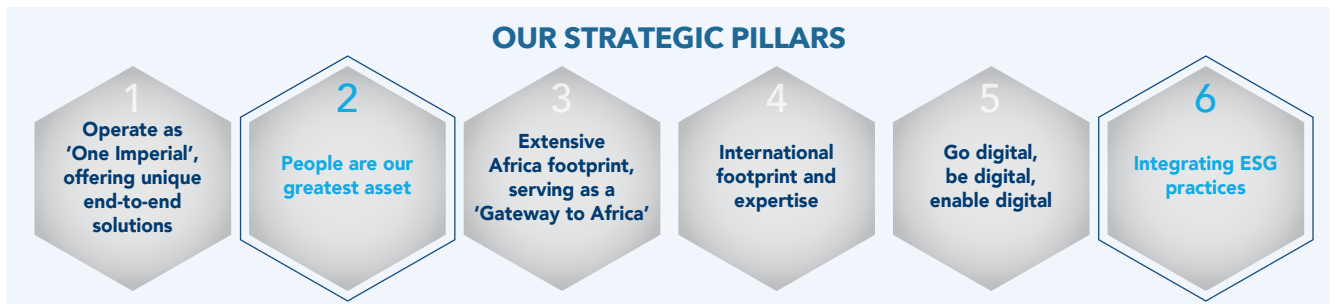 OUR STRATEGIC PILLARS
1
Operate as
‘One Imperial’,
offering unique
end-to-end
solutions
2
People are our
greatest asset
3
Extensive
Africa footprint,
serving as a
‘Gateway to Africa’
4
International
footprint and
expertise
5
Go digital,
be digital,
enable digital
6
Integrating ESG
practices